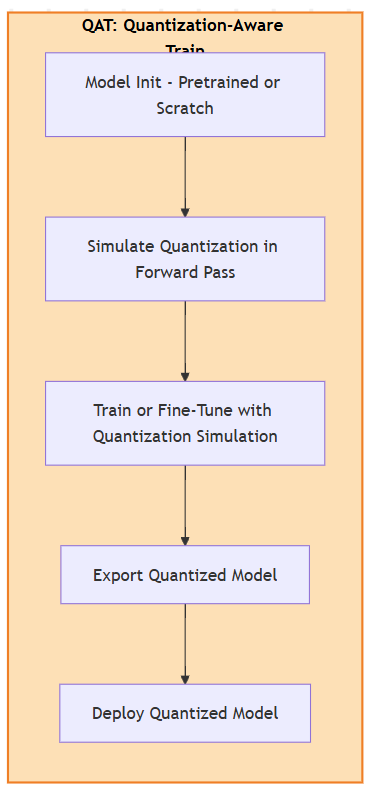 QAT: Quantization-Aware
Train
Model Init - Pretrained or
Scratch
Simulate Quantization in
Forward Pass
Train or Fine-Tune with
Quantization Simulation
Export Quantized Model
Deploy Quantized Model